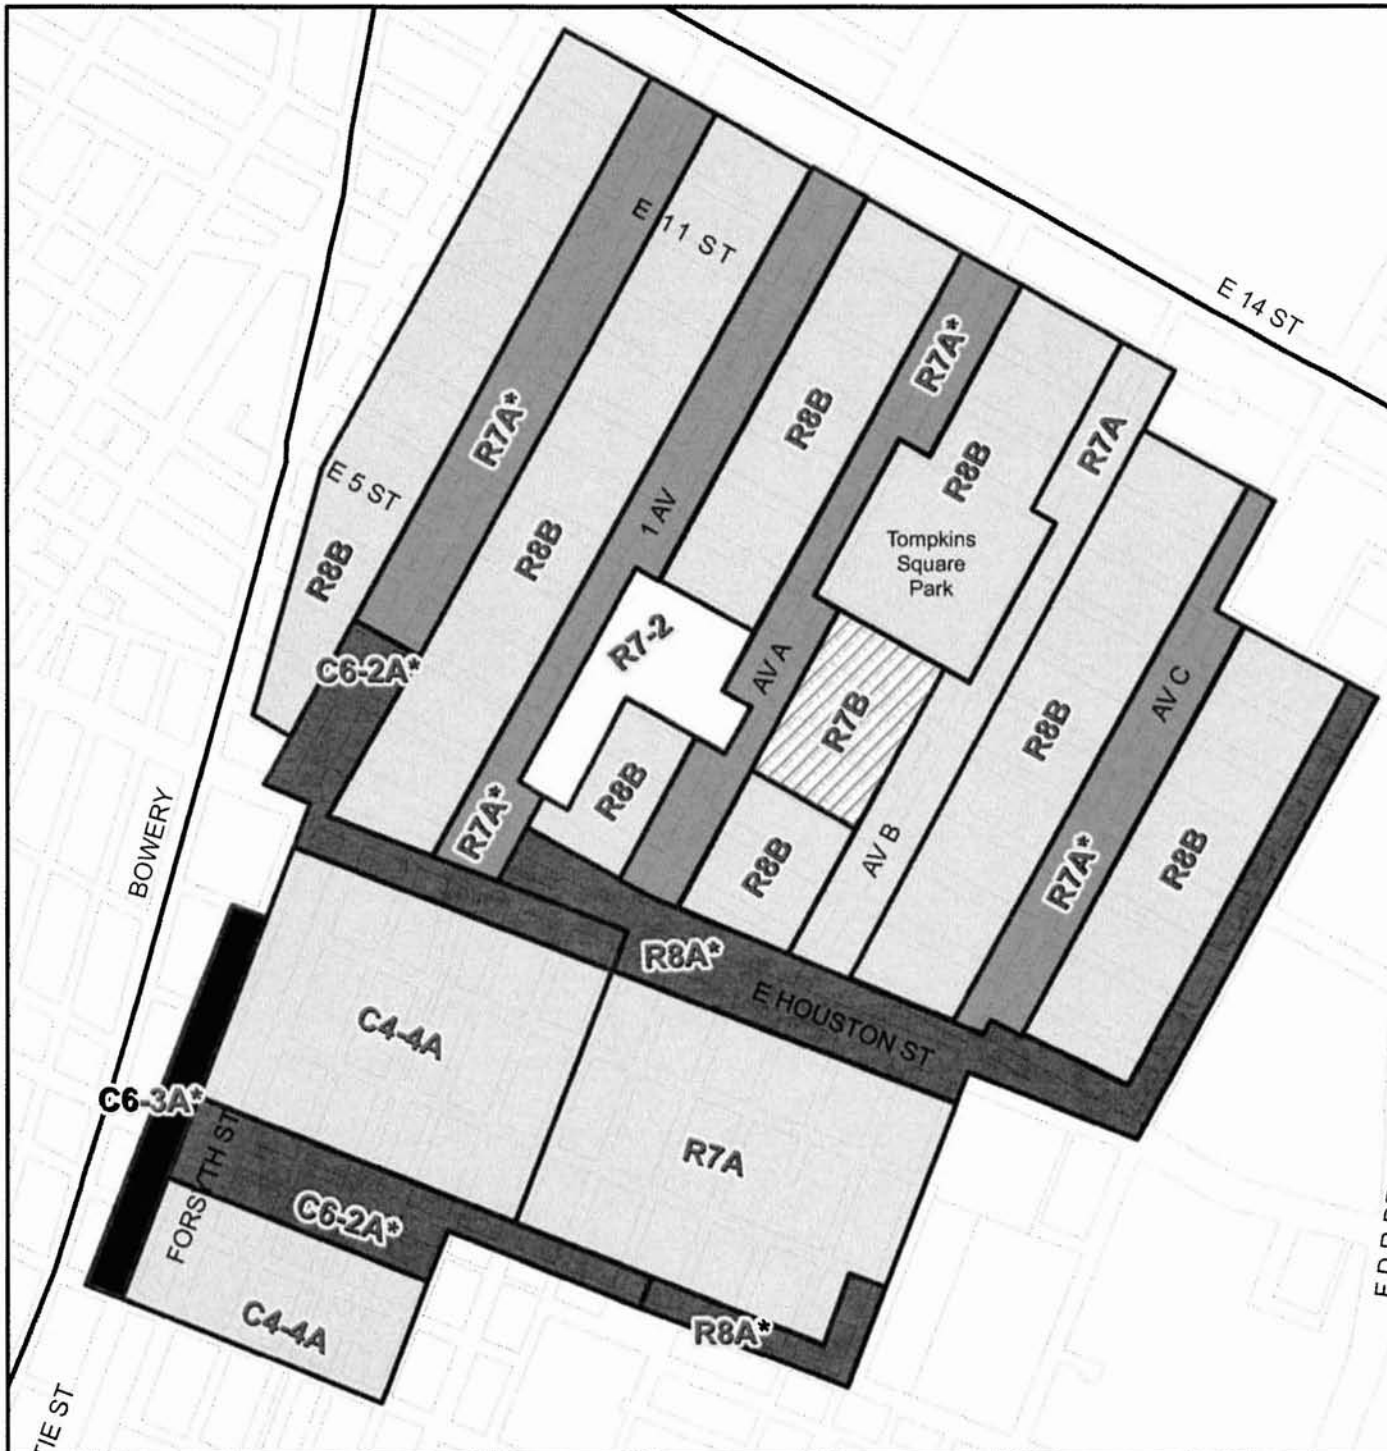 E 11 ST
E 14 ST
R7A*
R7A*
R8B
R7A
R8B
E 5 ST
1 AV
R8B
R8B
Tompkins
Square
Park
R7-2
C6-2A*
AV A
AV C
R7B
R8B
R8B
R7A*
BOWERY
AV B
R8B
R7A*
R8B
R8A*
E HOUSTON ST
C4-4A
C6-3A*
FORSYTH ST
R7A
C6-2A*
C4-4A
R8A*
TIE ST